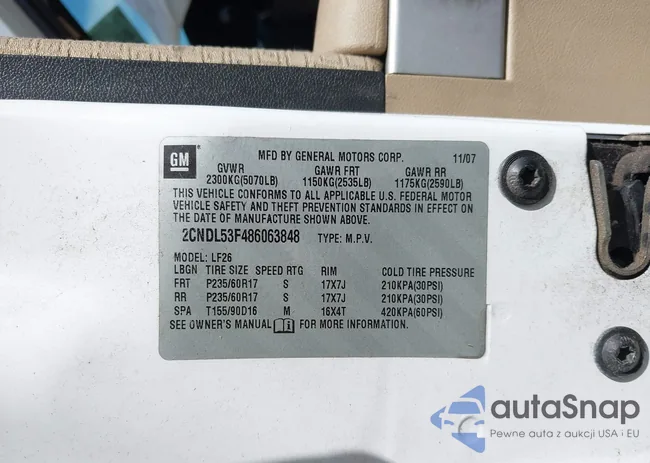 GM
MFD BY GENERAL MOTORS CORP. 11/07
GVWR GAWR FRT GAWR RR
2300KG(5070LB) 1150KG(2535LB) 1175KG(2590LB)
THIS VEHICLE CONFORMS TO ALL APPLICABLE U.S. FEDERAL MOTOR
VEHICLE SAFETY AND THEFT PREVENTION STANDARDS IN EFFECT ON
THE DATE OF MANUFACTURE SHOWN ABOVE.
2CNDL53F486063848 TYPE: M.P.V.
MODEL: LF26
LBGN TIRE SIZE SPEED RTG RIM COLD TIRE PRESSURE
FRT P235/60R17 S 17X7J 210KPA(30PSI)
RR P235/60R17 S 17X7J 210KPA(30PSI)
SPA T155/90D16 M 16X4T 420KPA(60PSI)
SEE OWNER'S MANUAL FOR MORE INFORMATION.
autaSnap
Pewne auta z aukcji USA i EU